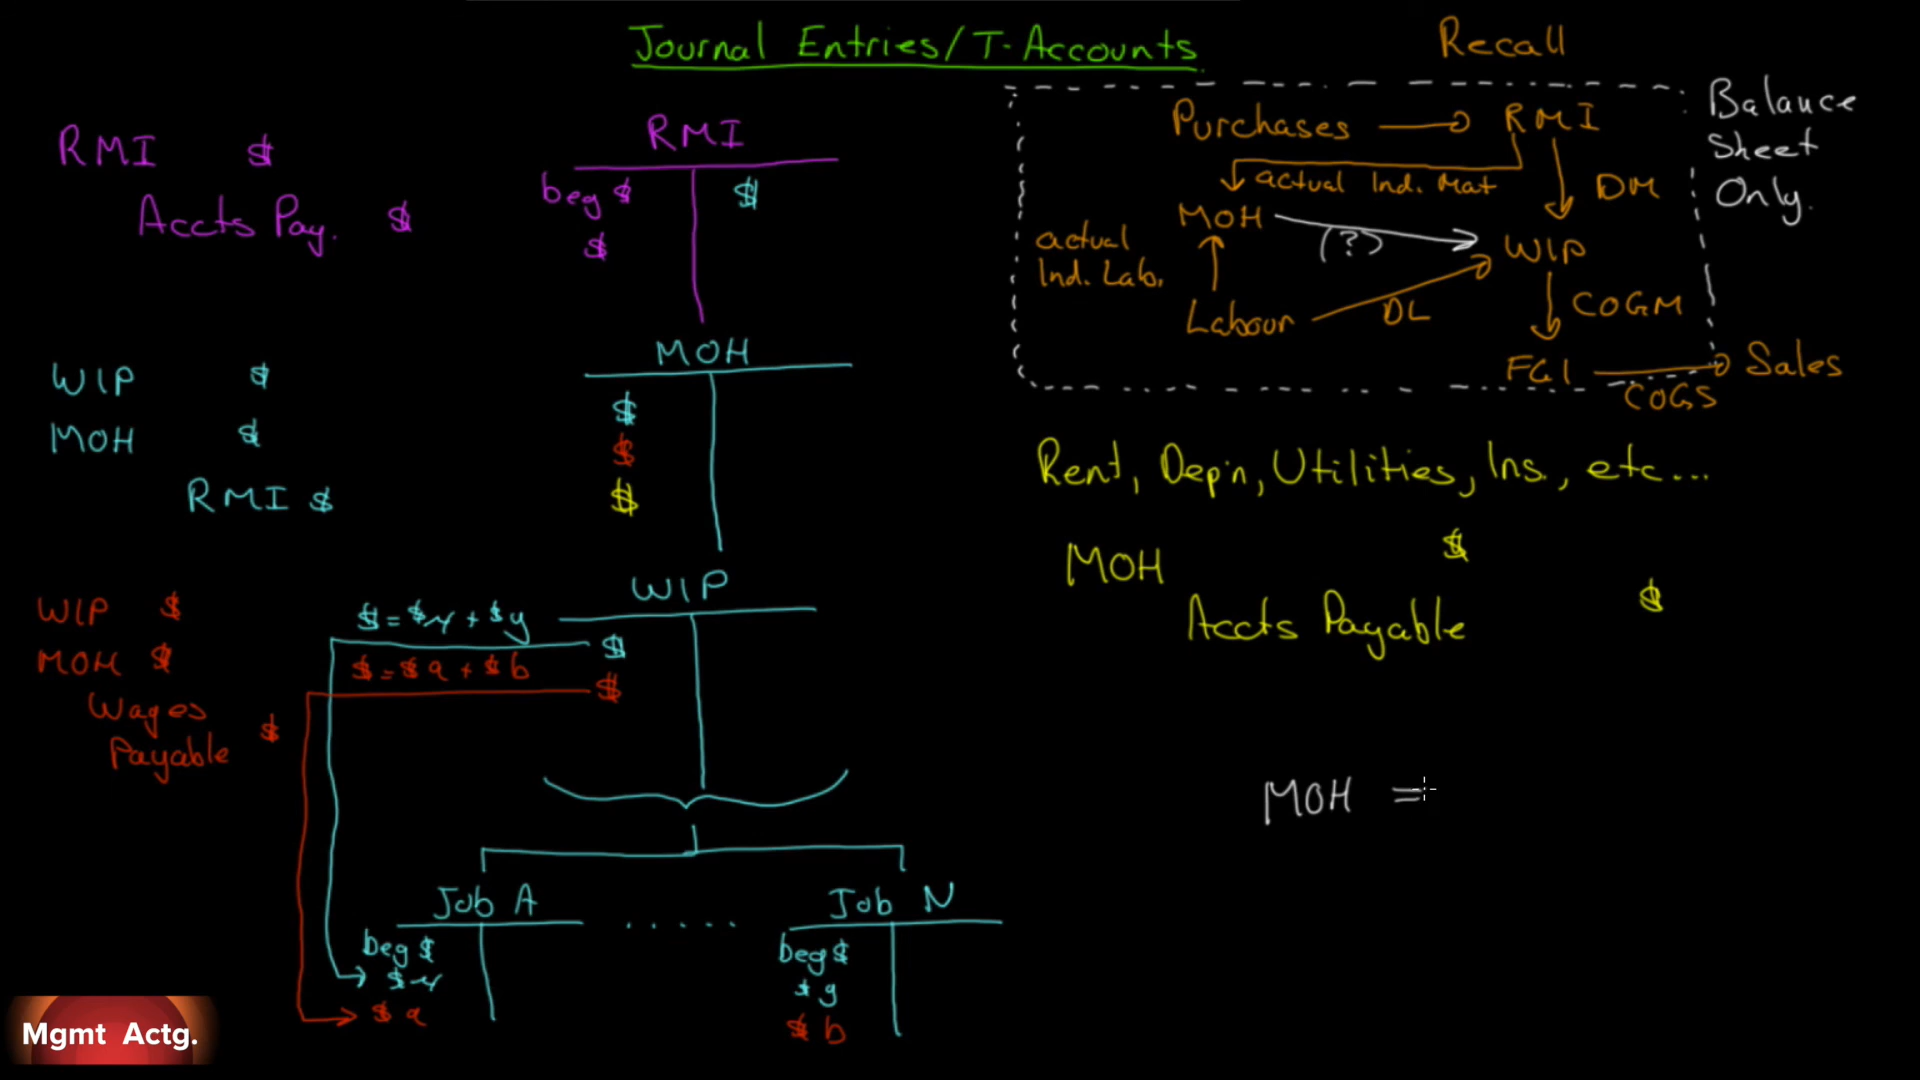 Journal Entries/T-Accounts
Recall
RMI $
Accts Pay. $
RMI
beg $ $
$
Purchases RMI
actual Ind. Mat
DM
MOH
(?)
WIP
actual
Ind. Lab.
Labour
DL
COGM
FGI
Sales
COGS
Balance
Sheet
Only.
WIP $
MOH $
RMI $
MOH
$
$
$
Rent, Dep'n, Utilities, Ins., etc...
MOH $
Accts Payable $
WIP $
MOH $
Wages
Payable $
WIP
$ = $x + $y
$
$ = $a + $b
$
MOH =
Job A ..... Job N
beg $
$x
$a
beg $
$y
$b
Mgmt Actg.